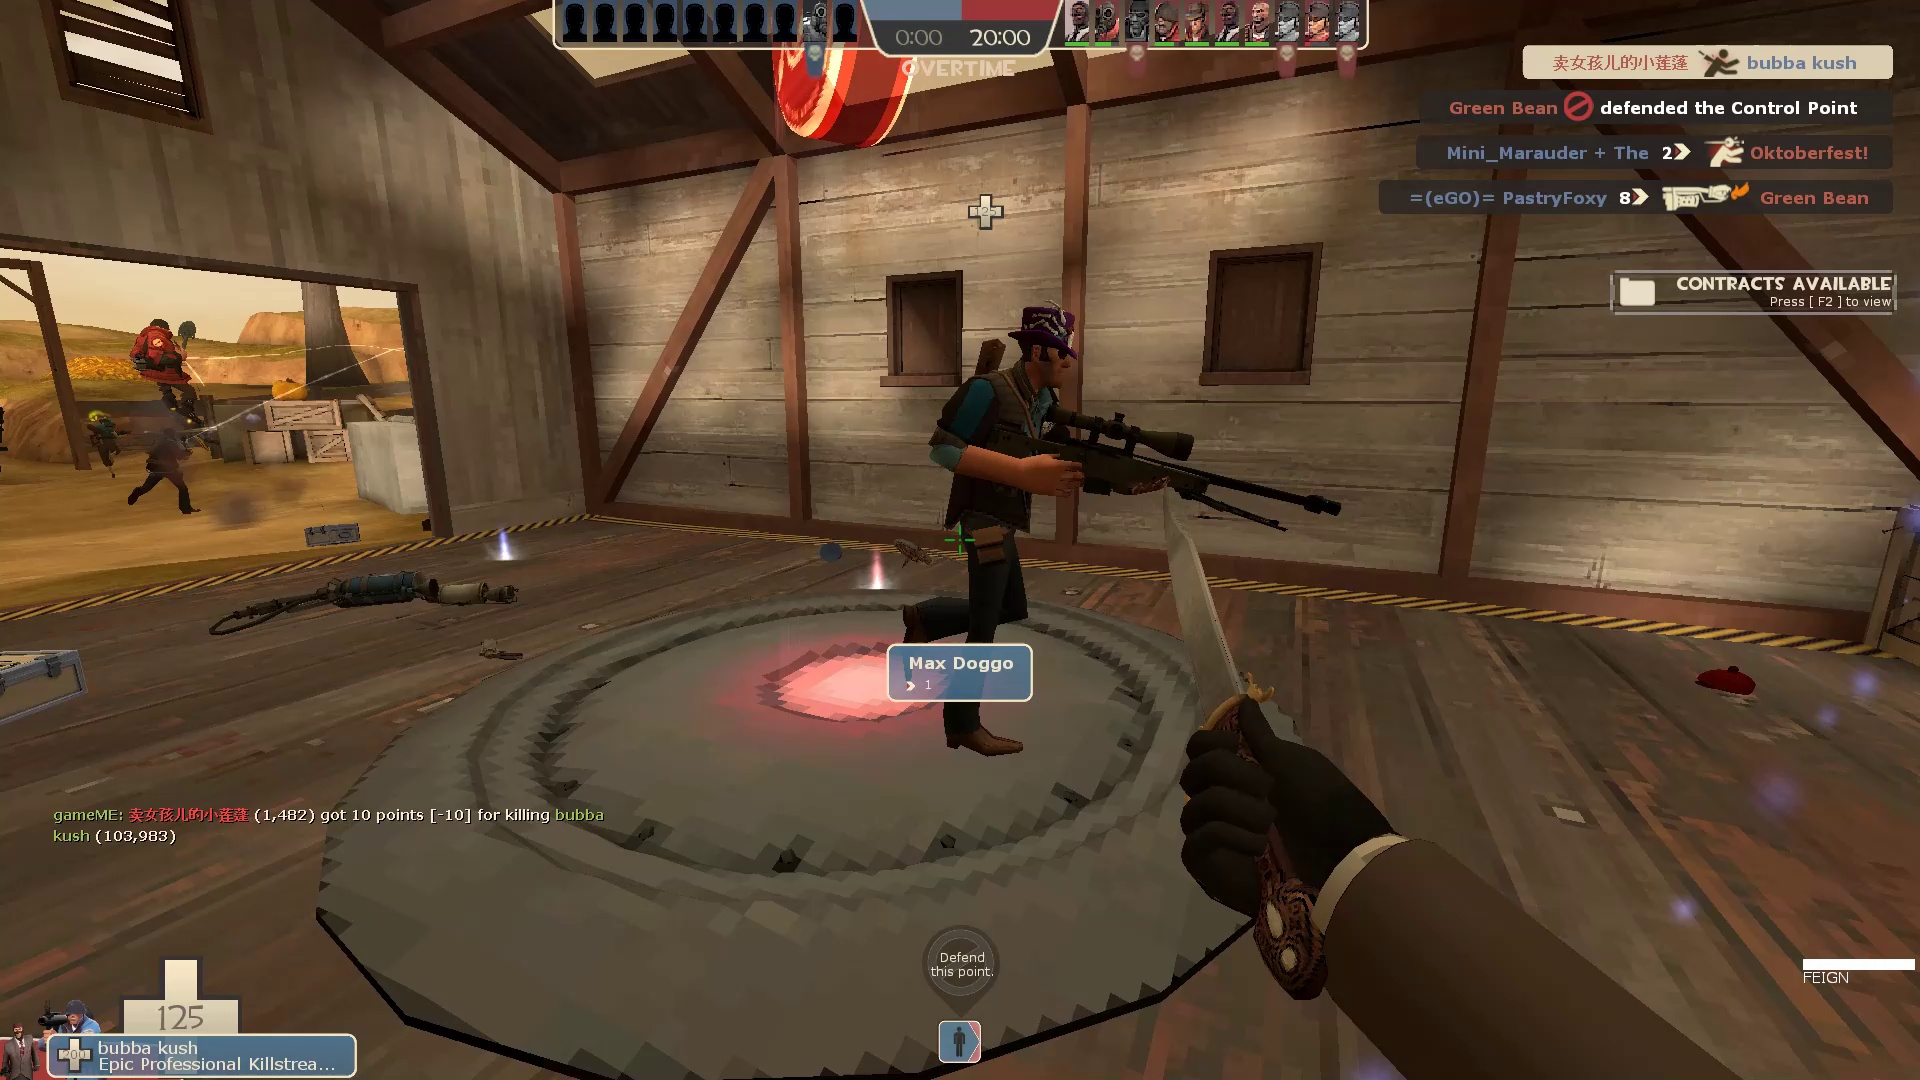 0:00 20:00
OVERTIME
卖女孩儿的小莲蓬 bubba kush
Green Bean defended the Control Point
Mini_Marauder + The 2 Oktoberfest!
=(eGO)= PastryFoxy 8 Green Bean
125
CONTRACTS AVAILABLE
Press [ F2 ] to view
Max Doggo
1
gameME: 卖女孩儿的小莲蓬 (1,482) got 10 points [-10] for killing bubba
kush (103,983)
Defend
this point.
FEIGN
125
200
bubba kush
Epic Professional Killstrea...